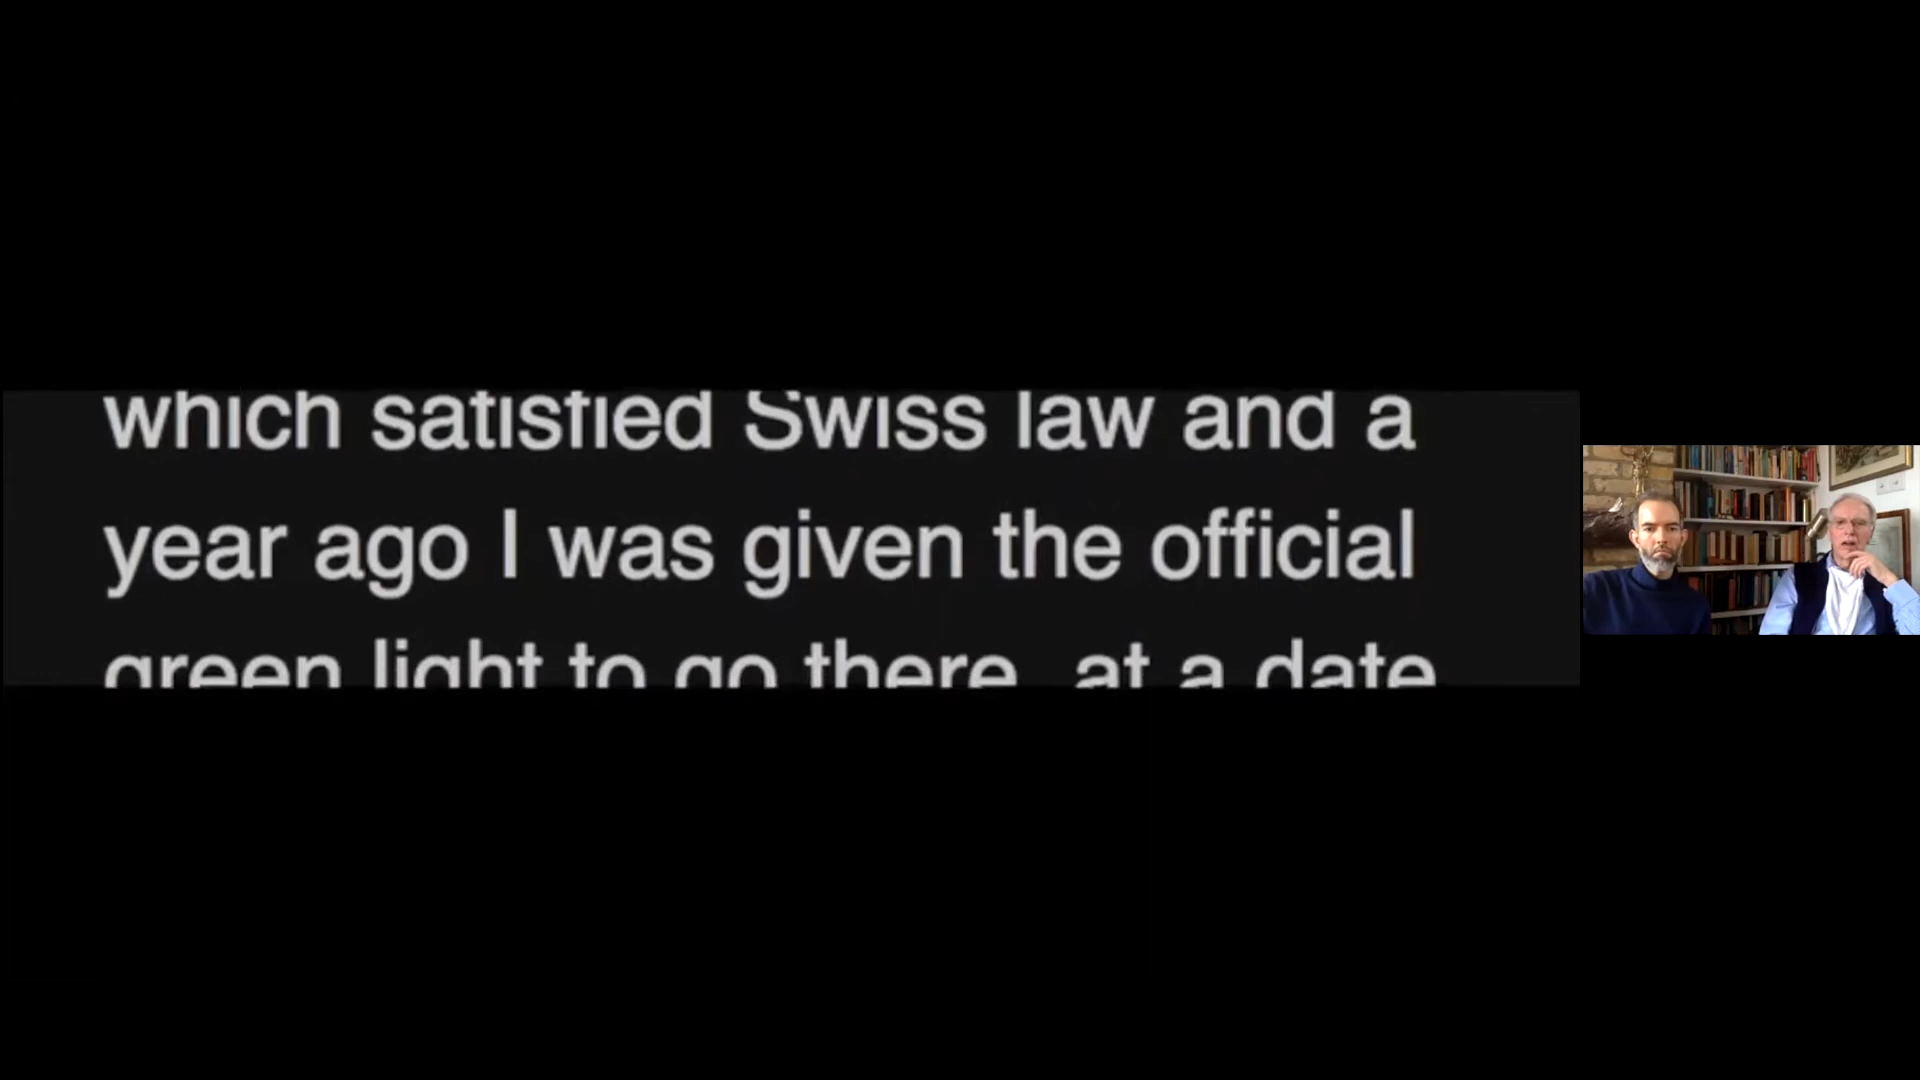 which satisfied Swiss law and a
year ago I was given the official
green light to go there, at a date